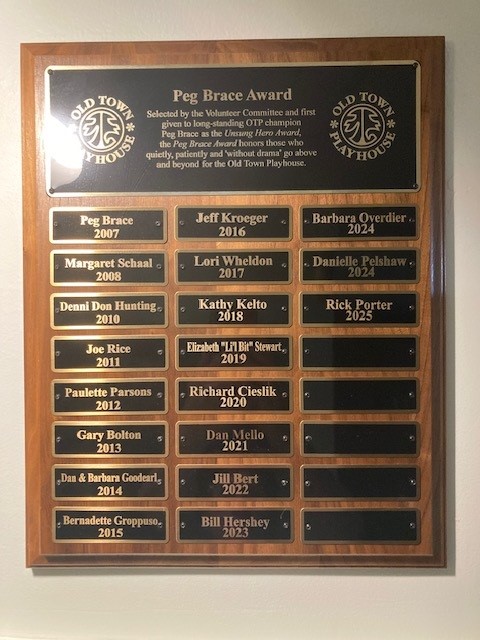 Peg Brace Award
OLD TOWN
PLAYHOUSE
Selected by the Volunteer Committee and first
given to long-standing OTP champion
Peg Brace as the Unsung Hero Award,
the Peg Brace Award honors those who
quietly, patiently and 'without drama' go above
and beyond for the Old Town Playhouse.
OLD TOWN
PLAYHOUSE
Peg Brace
2007
Margaret Schaal
2008
Denni Don Hunting
2010
Joe Rice
2011
Paulette Parsons
2012
Gary Bolton
2013
Dan & Barbara Goodearl
2014
Bernadette Groppuso
2015
Jeff Kroeger
2016
Lori Wheldon
2017
Kathy Kelto
2018
Elizabeth "Li'l Bit" Stewart
2019
Richard Cieslik
2020
Dan Mello
2021
Jill Bert
2022
Bill Hershey
2023
Barbara Overdier
2024
Danielle Pelshaw
2024
Rick Porter
2025